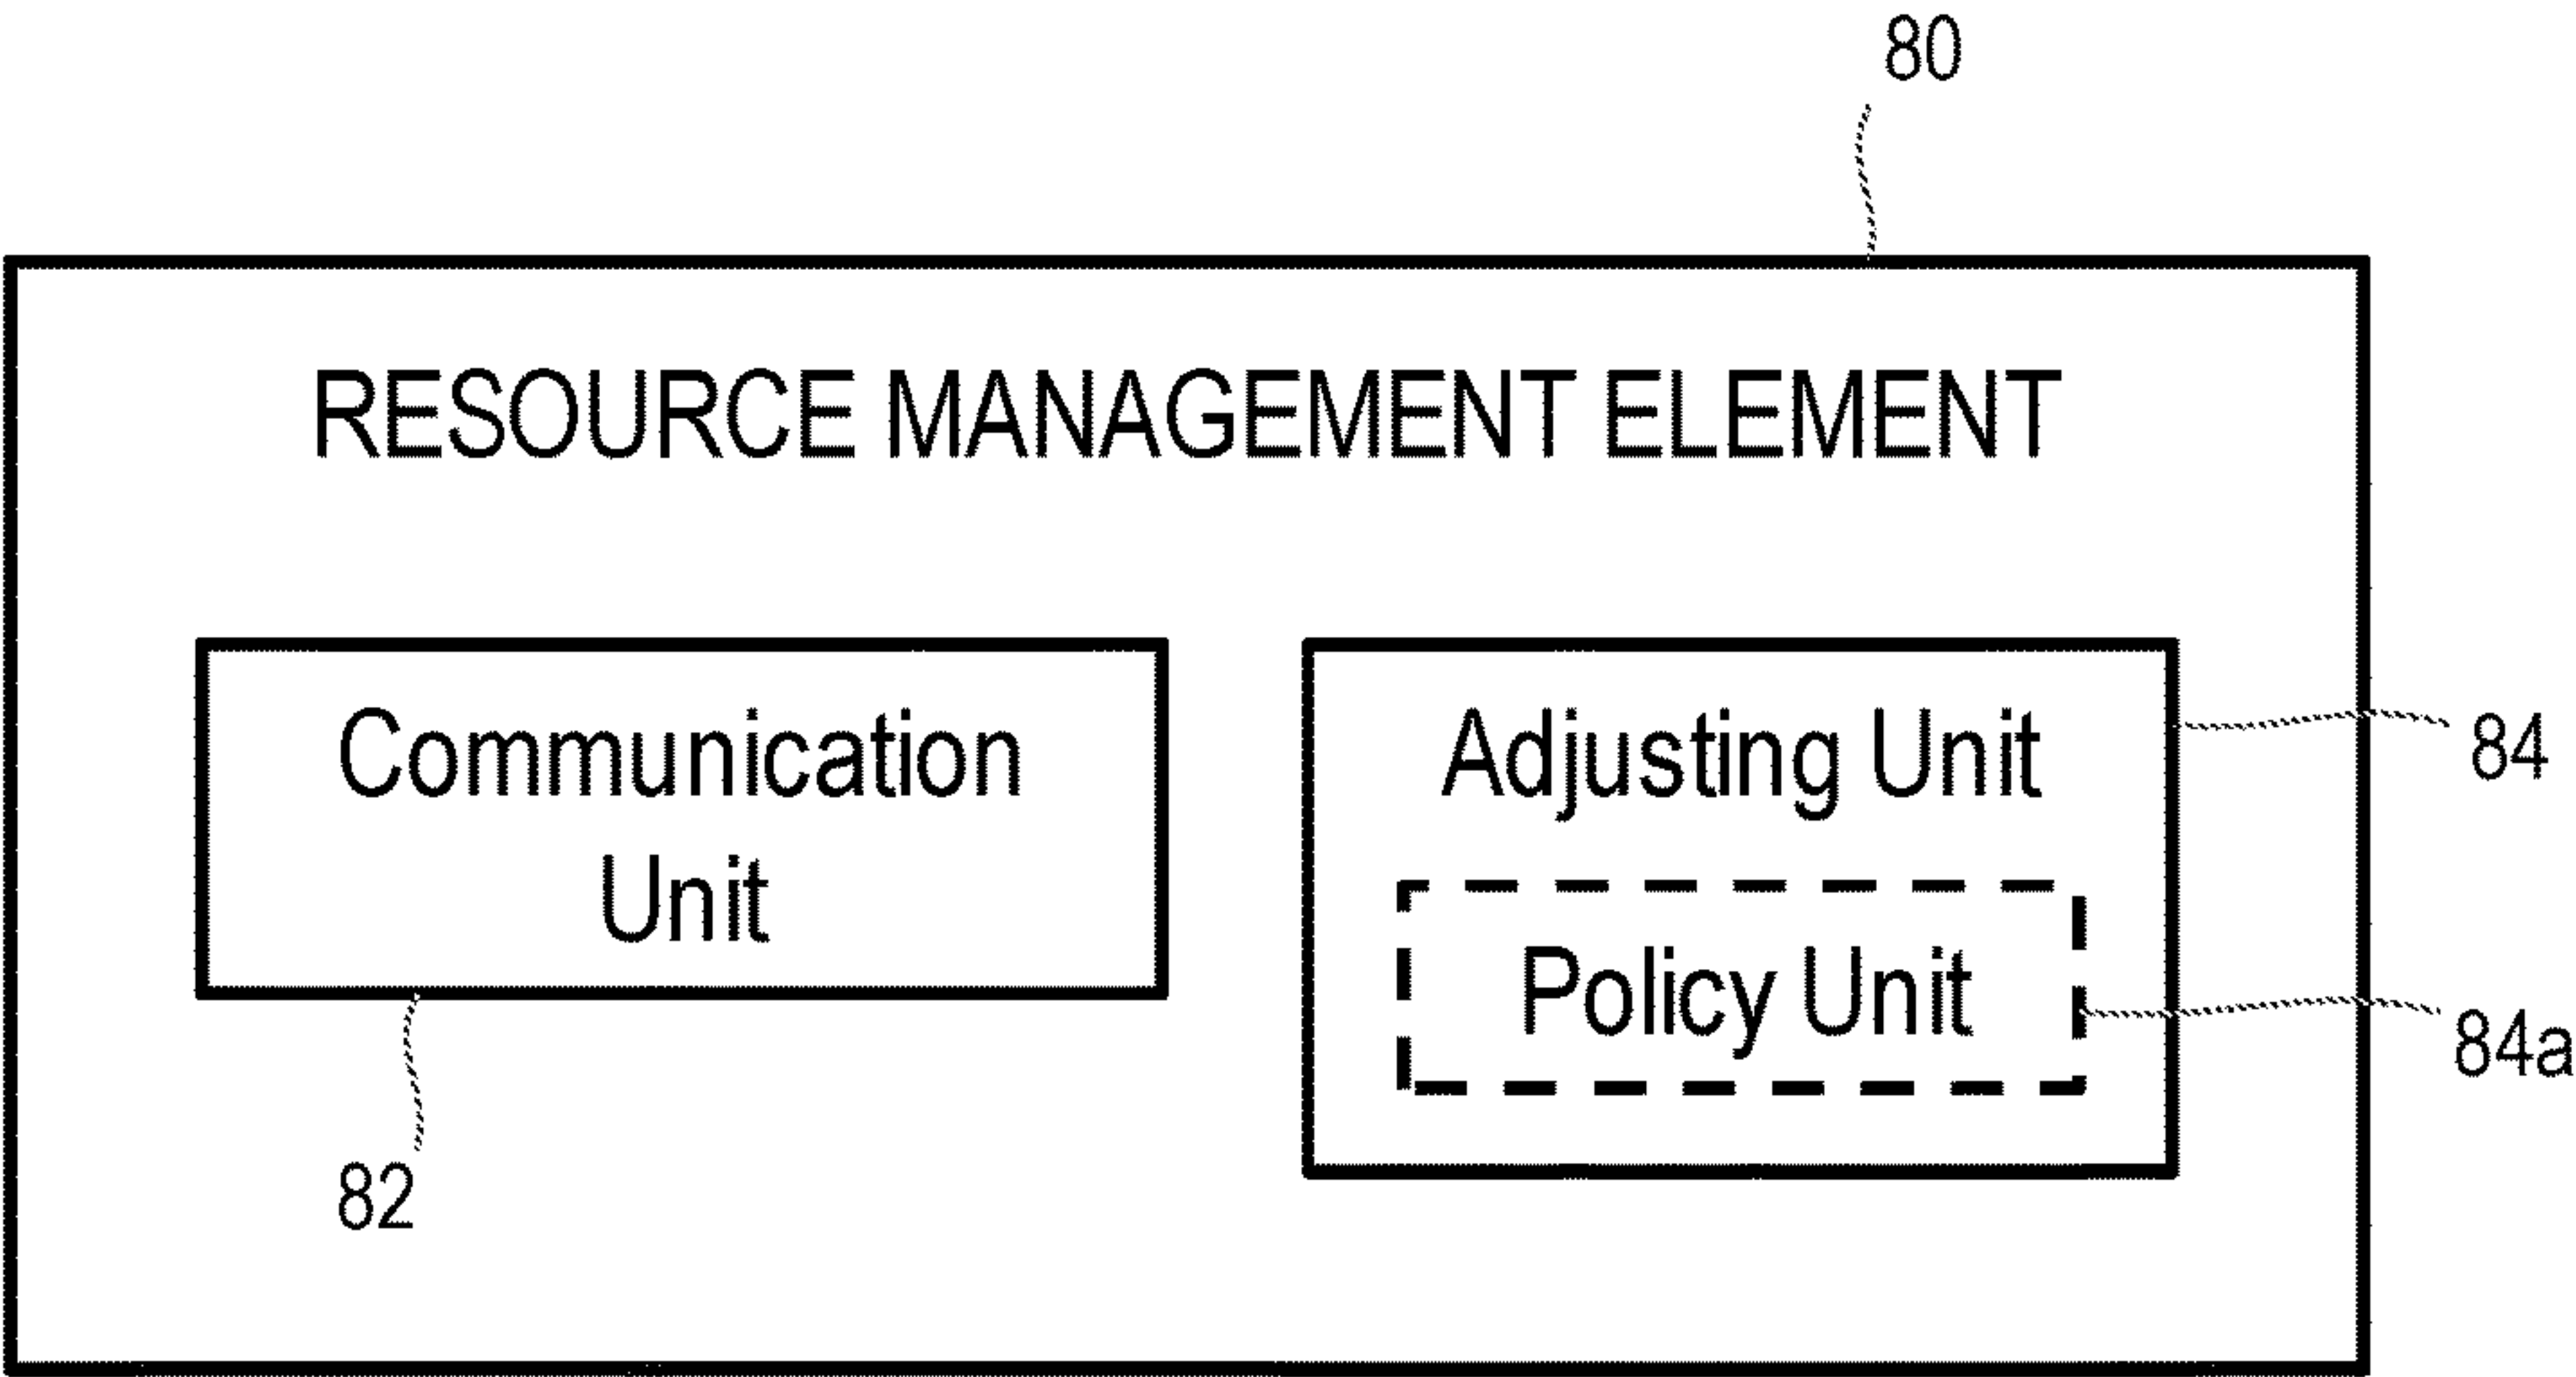 80
RESOURCE MANAGEMENT ELEMENT
Communication
Unit
82
Adjusting Unit
84
Policy Unit
84a